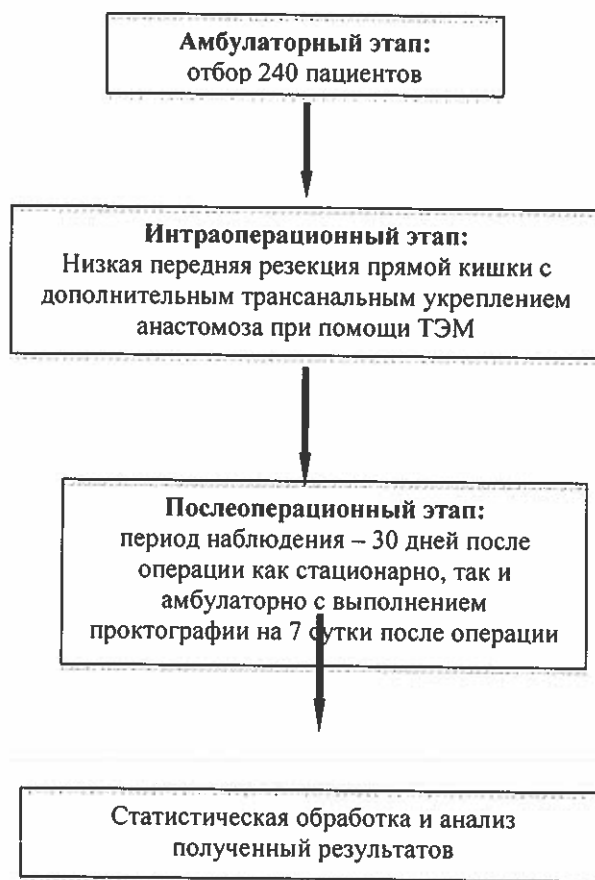 Амбулаторный этап:
отбор 240 пациентов
Интраоперационный этап:
Низкая передняя резекция прямой кишки с
дополнительным трансанальным укреплением
анастомоза при помощи ТЭМ
Послеоперационный этап:
период наблюдения – 30 дней после
операции как стационарно, так и
амбулаторно с выполнением
проктографии на 7 сутки после операции
Статистическая обработка и анализ
полученный результатов